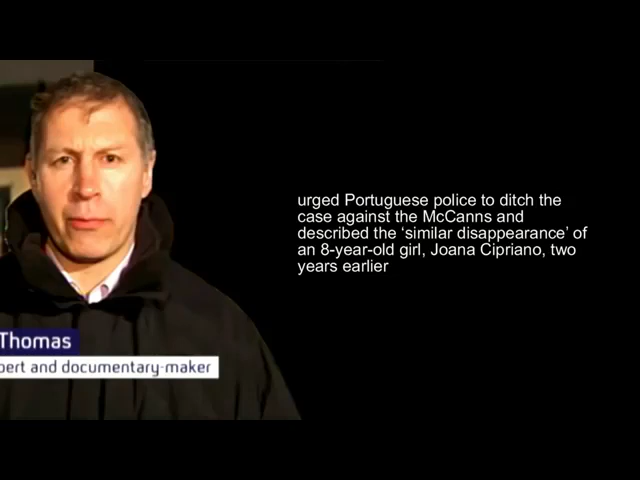 urged Portuguese police to ditch the
case against the McCanns and
described the ‘similar disappearance’ of
an 8-year-old girl, Joana Cipriano, two
years earlier
Thomas
and documentary-maker